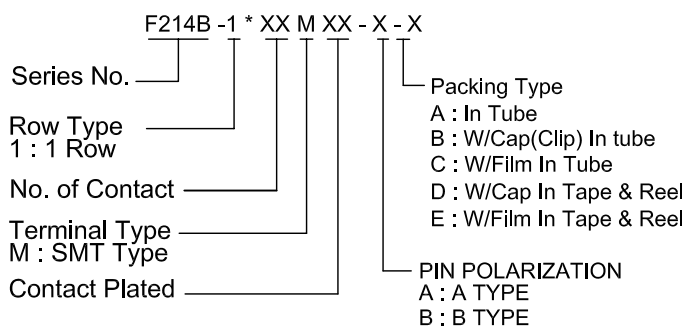 F214B -1 * XX M XX - X - X
Series No.
Row Type
1 : 1 Row
No. of Contact
Terminal Type
M : SMT Type
Contact Plated
Packing Type
A : In Tube
B : W/Cap(Clip) In tube
C : W/Film In Tube
D : W/Cap In Tape & Reel
E : W/Film In Tape & Reel
PIN POLARIZATION
A : A TYPE
B : B TYPE